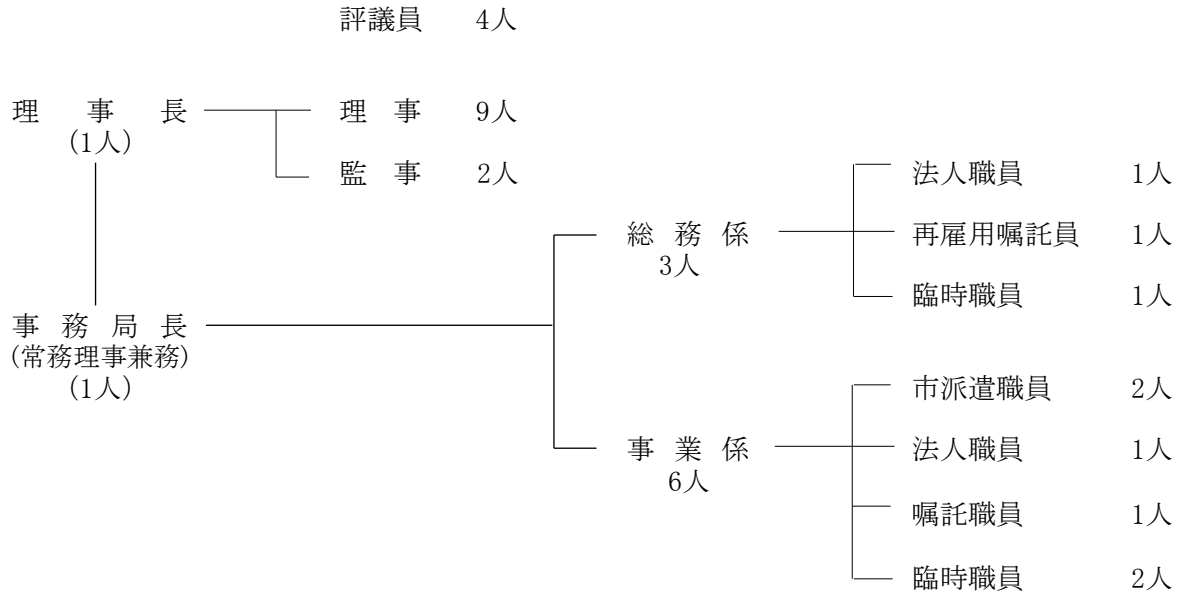 評議員 4人
理事長 理事 9人
(1人)
監事 2人
法人職員 1人
総務係 再雇用嘱託員 1人
3人
臨時職員 1人
事務局長
(常務理事兼務)
(1人)
市派遣職員 2人
事業係 法人職員 1人
6人
嘱託職員 1人
臨時職員 2人